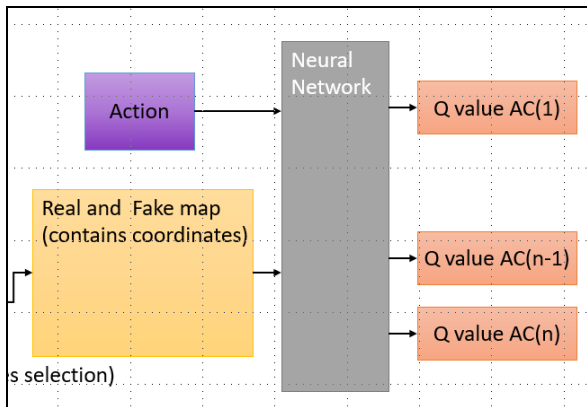 Neural
Network
Action
Q value AC(1)
Real and Fake map
(contains coordinates)
Q value AC(n-1)
Q value AC(n)
selection)